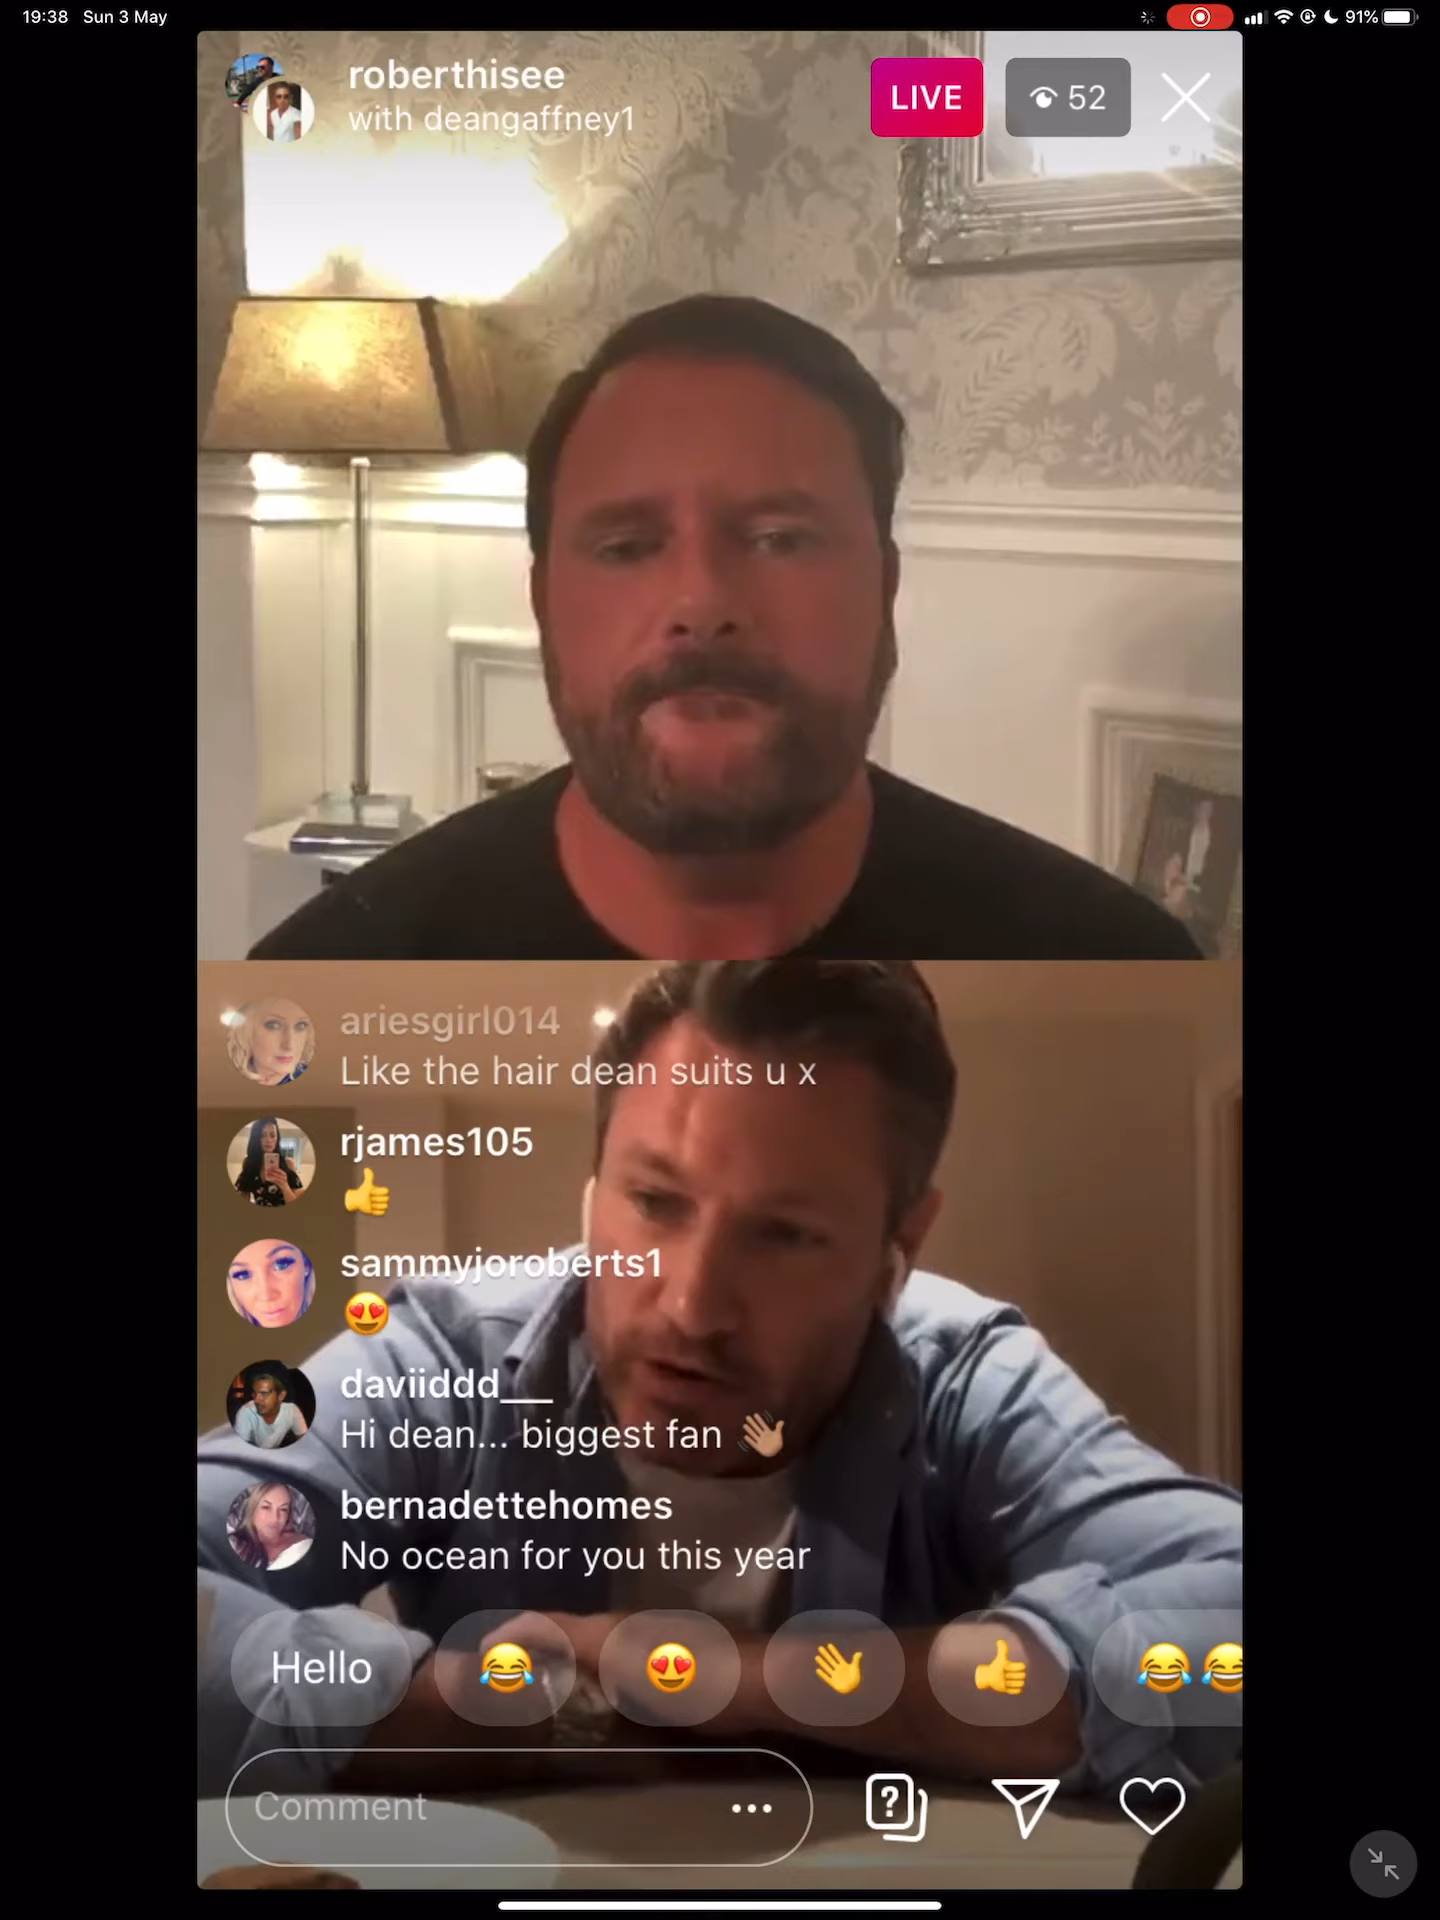 19:38 Sun 3 May
91%
roberthisee
with deangaffney1
LIVE
52
ariesgirl014
Like the hair dean suits u x
rjames105
👍
sammyjoroberts1
😍
daviiddd___
Hi dean... biggest fan 👋🏼
bernadettehomes
No ocean for you this year
Hello 😂 😍 👋 👍 😂😂
Comment
?